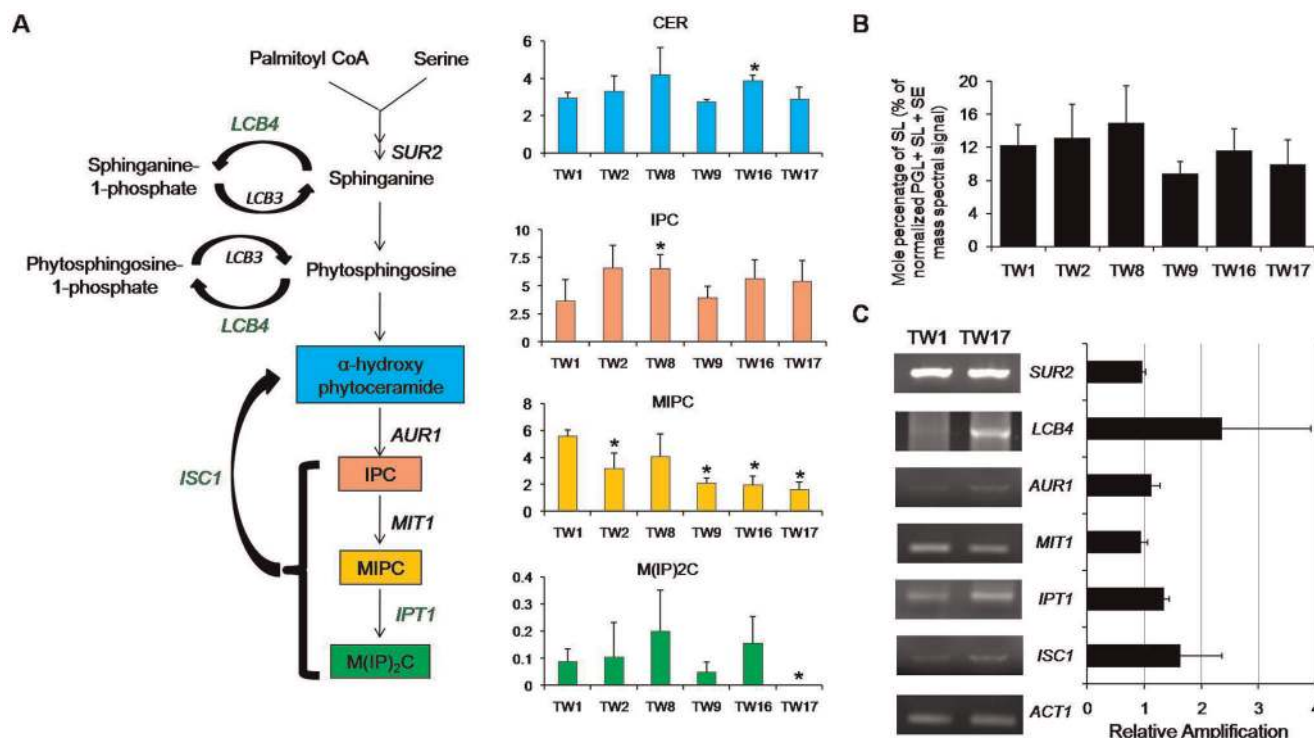 A
Palmitoyl CoA
Serine
LCB4
SUR2
Sphinganine-
1-phosphate
Sphinganine
LCB3
LCB3
Phytosphingosine-
1-phosphate
Phytosphingosine
LCB4
α-hydroxy
phytoceramide
AUR1
IPC
ISC1
MIT1
MIPC
IPT1
M(IP)₂C
CER
6
4
2
0
*
TW1 TW2 TW8 TW9 TW16 TW17
IPC
10
7.5
5
2.5
0
*
TW1 TW2 TW8 TW9 TW16 TW17
MIPC
8
6
4
2
0
* * * *
TW1 TW2 TW8 TW9 TW16 TW17
M(IP)2C
0.4
0.3
0.2
0.1
0
*
TW1 TW2 TW8 TW9 TW16 TW17
B
Mole percenatge of SL (% of
normalized PGL+ SL + SE
mass spectral signal)
20
16
12
8
4
0
TW1 TW2 TW8 TW9 TW16 TW17
C
TW1 TW17
SUR2
LCB4
AUR1
MIT1
IPT1
ISC1
ACT1
0 1 2 3 4
Relative Amplification